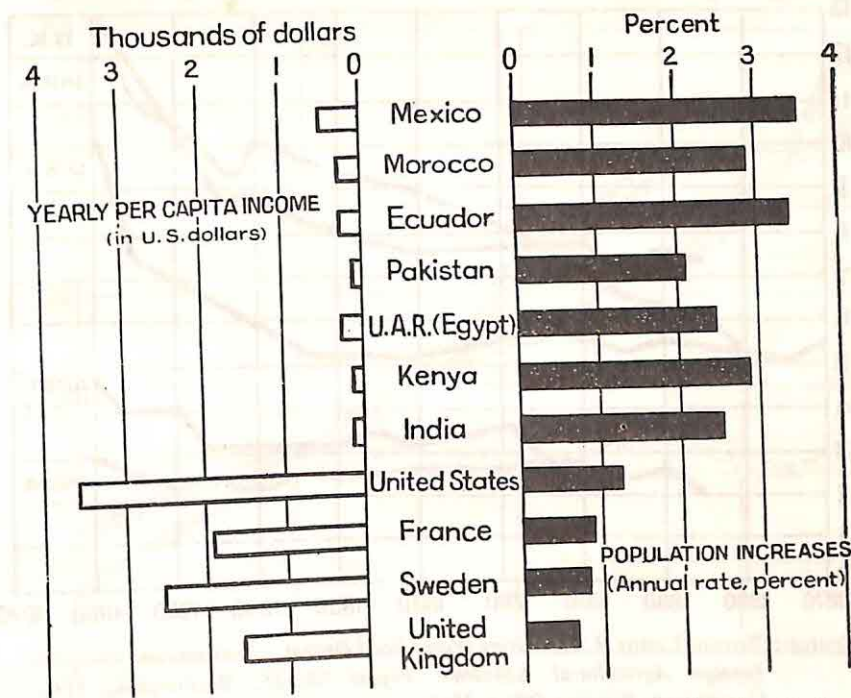 Thousands of dollars
Percent
4 3 2 1 0
0 1 2 3 4
Mexico
Morocco
YEARLY PER CAPITA INCOME
(in U.S. dollars)
Ecuador
Pakistan
U.A.R.(Egypt)
Kenya
India
United States
France
POPULATION INCREASES
(Annual rate, percent)
Sweden
United
Kingdom